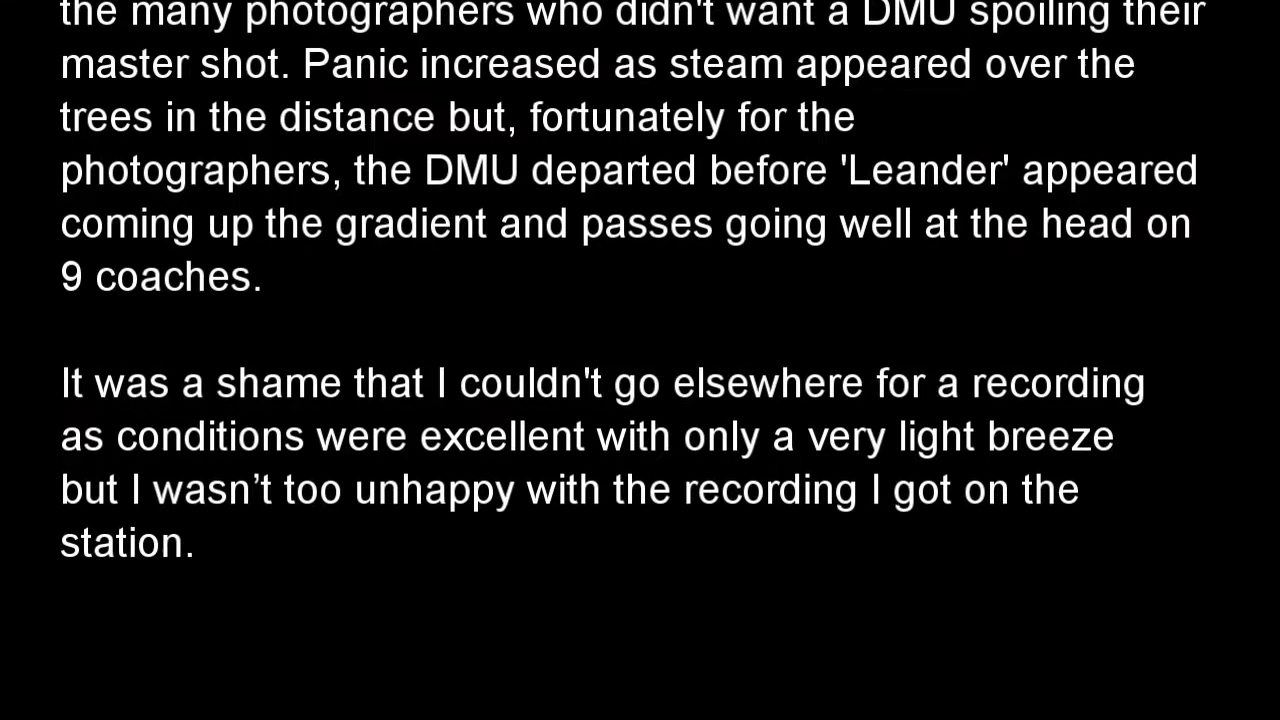 the many photographers who didn't want a DMU spoiling their
master shot. Panic increased as steam appeared over the
trees in the distance but, fortunately for the
photographers, the DMU departed before 'Leander' appeared
coming up the gradient and passes going well at the head on
9 coaches.
It was a shame that I couldn't go elsewhere for a recording
as conditions were excellent with only a very light breeze
but I wasn’t too unhappy with the recording I got on the
station.